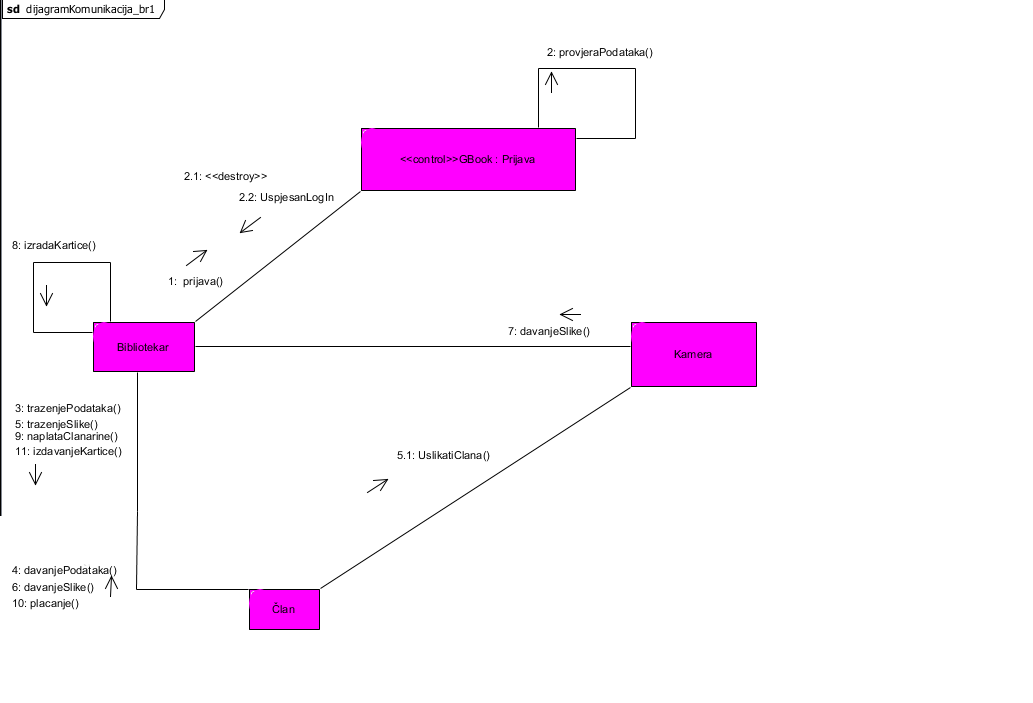 sd dijagramKomunikacija_br1
2: provjeraPodataka()
<<control>>GBook : Prijava
2.1: <<destroy>>
2.2: UspjesanLogIn
1: prijava()
8: izradaKartice()
Bibliotekar
7: davanjeSlike()
Kamera
3: trazenjePodataka()
5: trazenjeSlike()
9: naplataClanarine()
11: izdavanjeKartice()
5.1: UslikatiClana()
4: davanjePodataka()
6: davanjeSlike()
10: placanje()
Član